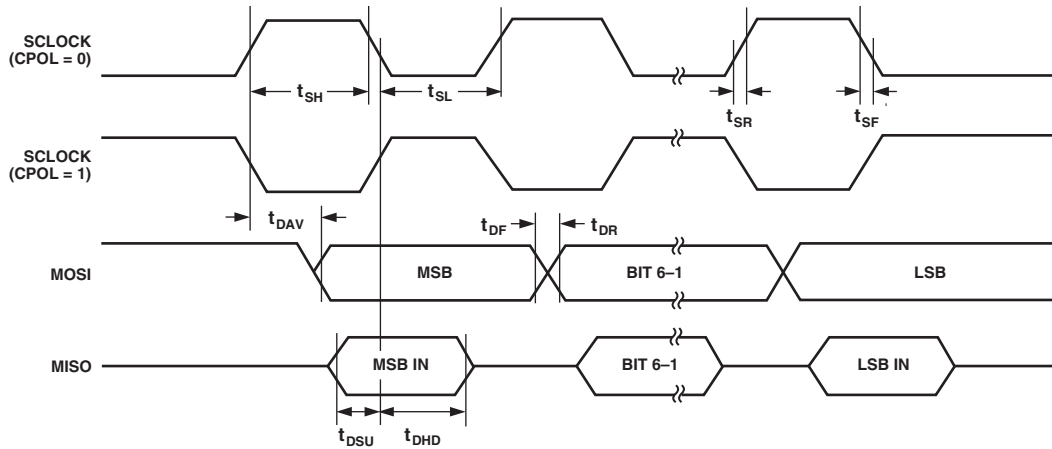 SCLOCK
(CPOL = 0)
tSH
tSL
tSR
tSF
SCLOCK
(CPOL = 1)
tDAV
tDF
tDR
MOSI
MSB
BIT 6–1
LSB
MISO
MSB IN
BIT 6–1
LSB IN
tDSU
tDHD